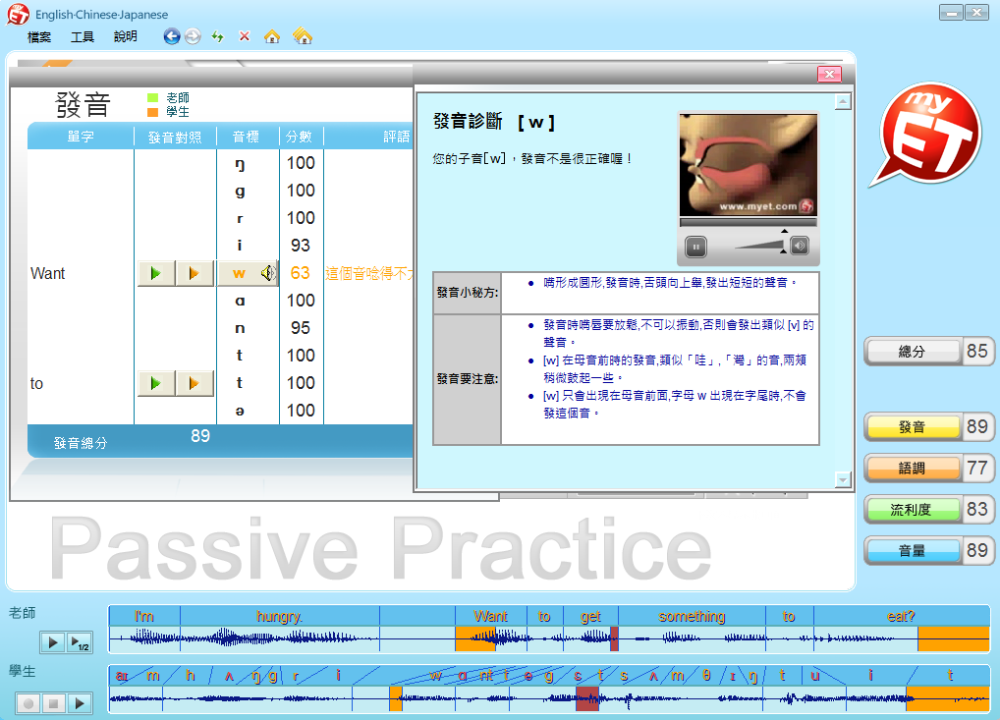 English-Chinese-Japanese
檔案 工具 說明
發音
老師
學生
單字 發音對照 音標 分數 評語
ŋ 100
g 100
r 100
i 93
Want w 63 這個音唸得不
ɑ 100
n 95
t 100
to t 100
ə 100
發音總分 89
發音診斷 [ w ]
您的子音[w]，發音不是很正確喔！
www.myet.com
發音小秘方:
嘴形成圓形,發音時,舌頭向上舉,發出短短的聲音。
發音要注意:
發音時嘴唇要放鬆,不可以振動,否則會發出類似 [v] 的
聲音。
[w] 在母音前時的發音,類似「哇」,「灣」的音,兩頰
稍微鼓起一些。
[w] 只會出現在母音前面,字母 w 出現在字尾時,不會
發這個音。
my
ET
總分 85
發音 89
語調 77
流利度 83
音量 89
Passive Practice
老師
I'm hungry. Want to get something to eat?
1/2
學生
aɪ m h ʌ ŋ g r i w ɑ n t t ə g s t s ʌ m θ ɪ ŋ t u i t